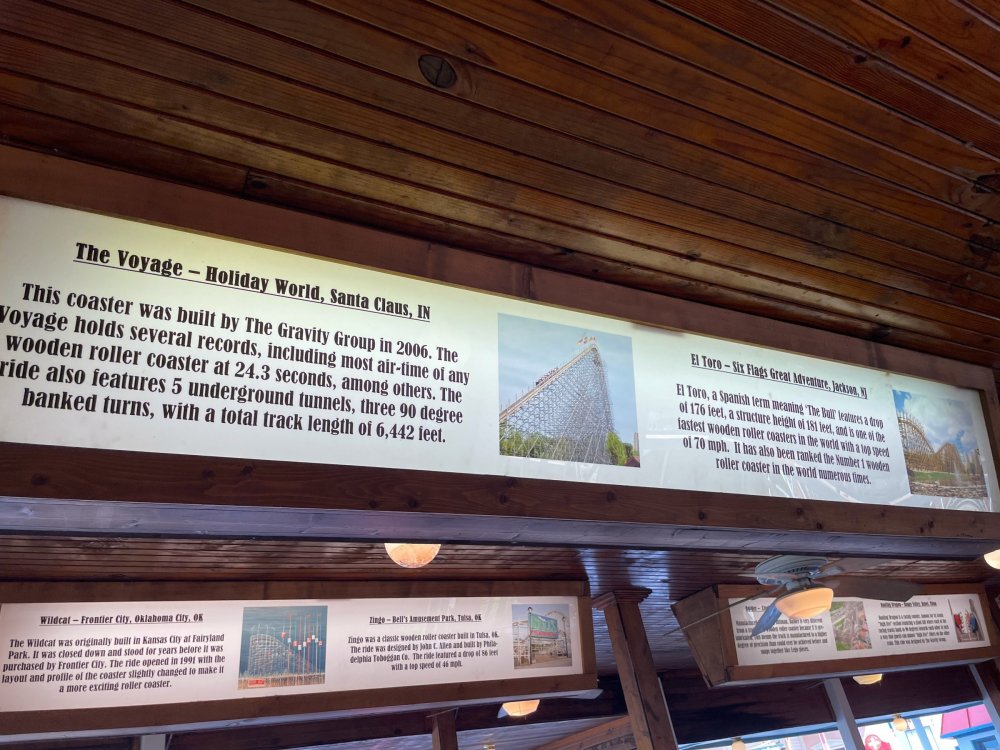 The Voyage – Holiday World, Santa Claus, IN
This coaster was built by The Gravity Group in 2006. The
Voyage holds several records, including most air-time of any
wooden roller coaster at 24.3 seconds, among others. The
ride also features 5 underground tunnels, three 90 degree
banked turns, with a total track length of 6,442 feet.
El Toro – Six Flags Great Adventure, Jackson, NJ
El Toro, a Spanish term meaning 'The Bull' features a drop
of 176 feet, a structure height of 181 feet, and is one of the
fastest wooden roller coasters in the world with a top speed
of 70 mph. It has also been ranked the Number 1 wooden
roller coaster in the world numerous times.
Wildcat – Frontier City, Oklahoma City, OK
The Wildcat was originally built in Kansas City at Fairyland
Park. It was closed down and stood for years before it was
purchased by Frontier City. The ride opened in 1991 with the
layout and profile of the coaster slightly changed to make it
a more exciting roller coaster.
Zingo – Bell's Amusement Park, Tulsa, OK
Zingo was a classic wooden roller coaster built in Tulsa, OK.
The ride was designed by John C. Allen and built by Phila-
delphia Toboggan Co. The ride featured a drop of 86 feet
with a top speed of 46 mph.